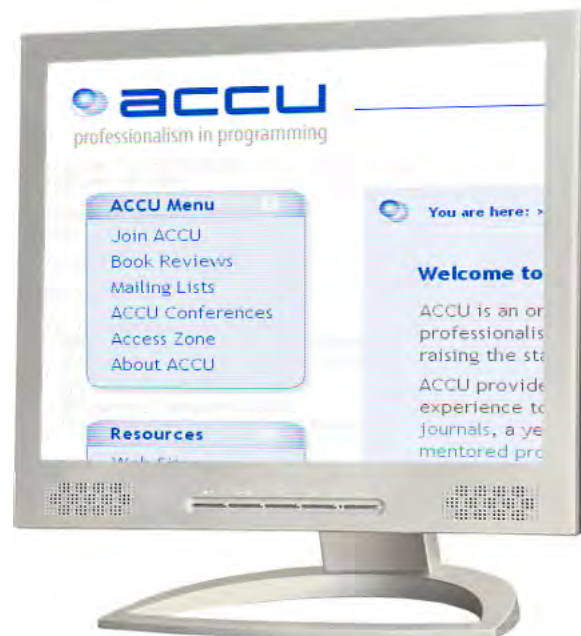 accu
professionalism in programming
ACCU Menu
Join ACCU
Book Reviews
Mailing Lists
ACCU Conferences
Access Zone
About ACCU
Resources
You are here: >
Welcome to
ACCU is an or
professionalis
raising the sta
ACCU provide
experience to
journals, a ye
mentored pro